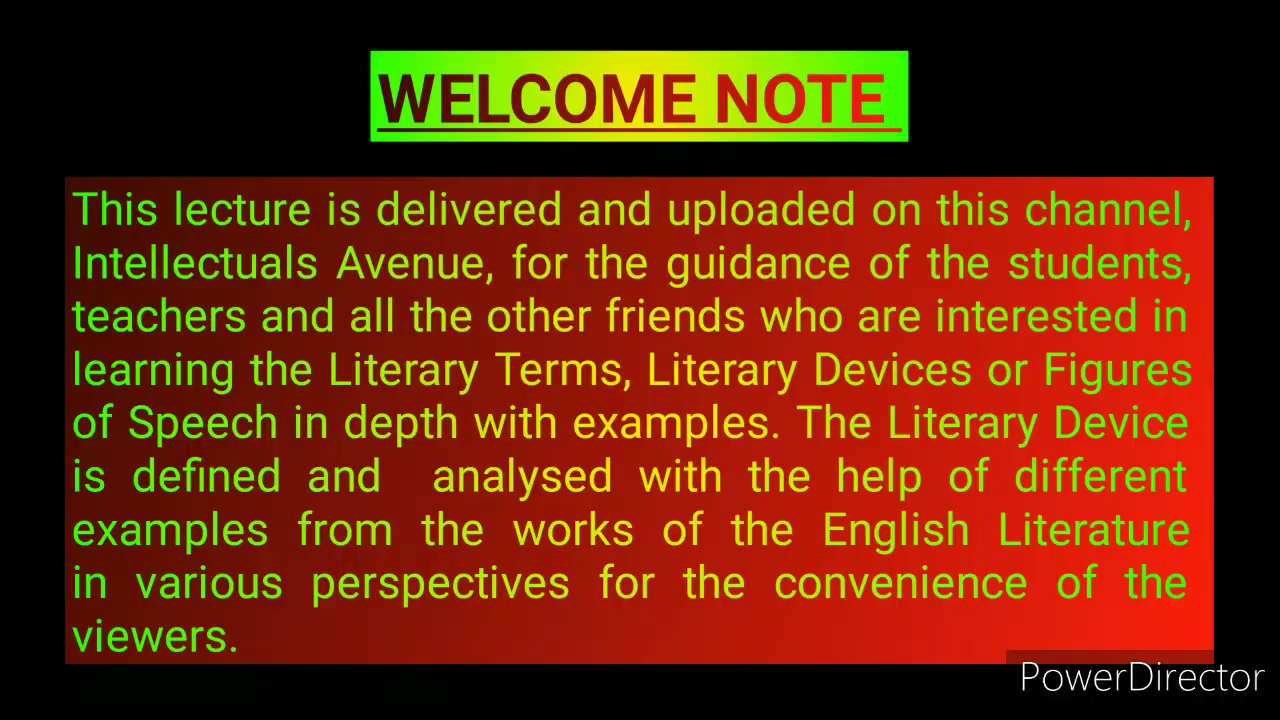 WELCOME NOTE
This lecture is delivered and uploaded on this channel,
Intellectuals Avenue, for the guidance of the students,
teachers and all the other friends who are interested in
learning the Literary Terms, Literary Devices or Figures
of Speech in depth with examples. The Literary Device
is defined and analysed with the help of different
examples from the works of the English Literature
in various perspectives for the convenience of the
viewers.
PowerDirector